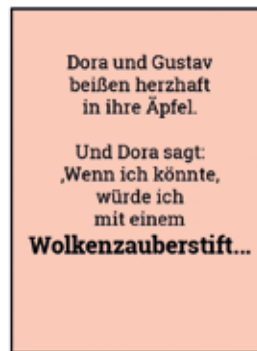 Dora und Gustav
beißen herzhaft
in ihre Äpfel.
Und Dora sagt:
‚Wenn ich könnte,
würde ich
mit einem
Wolkenzauberstift...